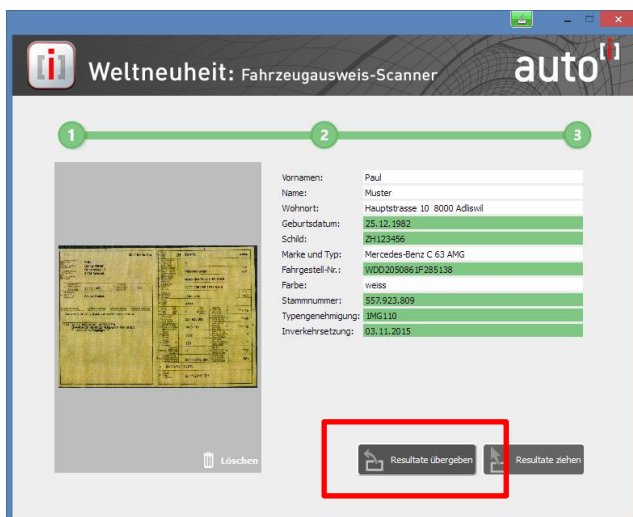 [i] Weltneuheit: Fahrzeugausweis-Scanner auto[i]
1 2 3
Vornamen: Paul
Name: Muster
Wohnort: Hauptstrasse 10 8000 Adliswil
Geburtsdatum: 25.12.1982
Schild: ZH123456
Marke und Typ: Mercedes-Benz C 63 AMG
Fahrgestell-Nr.: WDD2050861F285138
Farbe: weiss
Stammnummer: 557.923.809
Typengenehmigung: 1MG110
Inverkehrsetzung: 03.11.2015
Löschen
Resultate übergeben
Resultate ziehen